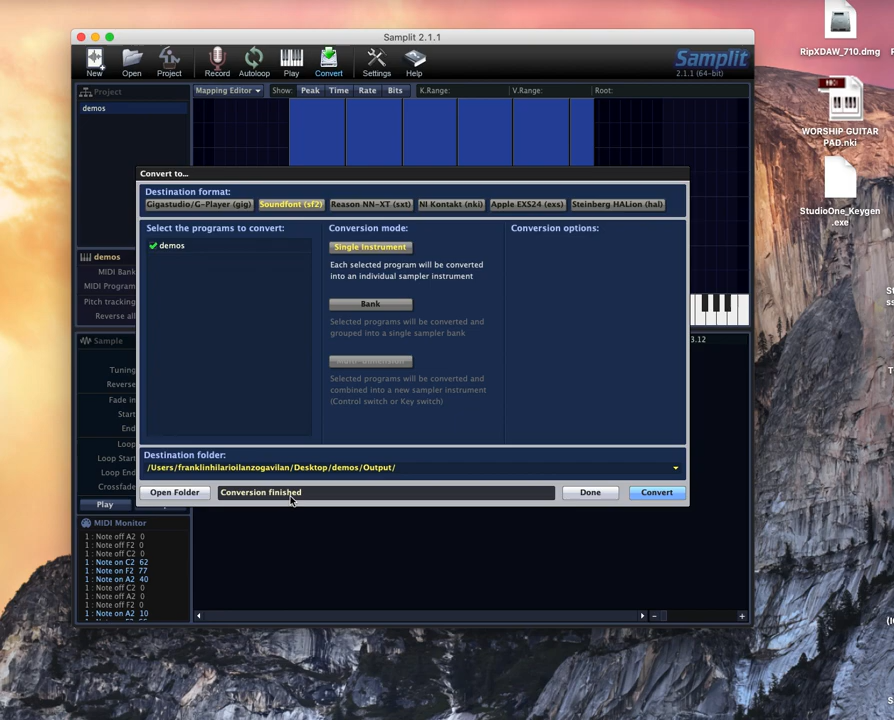 Samplit 2.1.1
New Open Project Record Autoloop Play Convert Settings Help
Samplit
2.1.1 (64-bit)
Project
demos
Mapping Editor Show: Peak Time Rate Bits K.Range: V.Range: Root:
Convert to...
Destination format:
Gigastudio/G-Player (gig) Soundfont (sf2) Reason NN-XT (sxt) NI Kontakt (nki) Apple EXS24 (exs) Steinberg HALion (hal)
Select the programs to convert:
demos
Conversion mode:
Single Instrument
Each selected program will be converted
into an individual sampler instrument
Bank
Selected programs will be converted and
grouped into a single sampler bank
Selected programs will be converted and
combined into a new sampler instrument
(Control switch or Key switch)
Conversion options:
Destination folder:
/Users/franklinhilarioilanzogavilan/Desktop/demos/Output/
Open Folder Conversion finished Done Convert
demos
MIDI Bank
MIDI Program
Pitch tracking
Reverse all
Sample
3.12
Tuning
Reverse
Fade in
Start
End
Loop
Loop Start
Loop End
Crossfade
Play
MIDI Monitor
1 : Note off A2 0
1 : Note off F2 0
1 : Note off C2 0
1 : Note on C2 62
1 : Note on F2 77
1 : Note on A2 40
1 : Note off C2 0
1 : Note off A2 0
1 : Note off F2 0
1 : Note on A2 10
RipXDAW_710.dmg
WORSHIP GUITAR
PAD.nki
StudioOne_Keygen
.exe